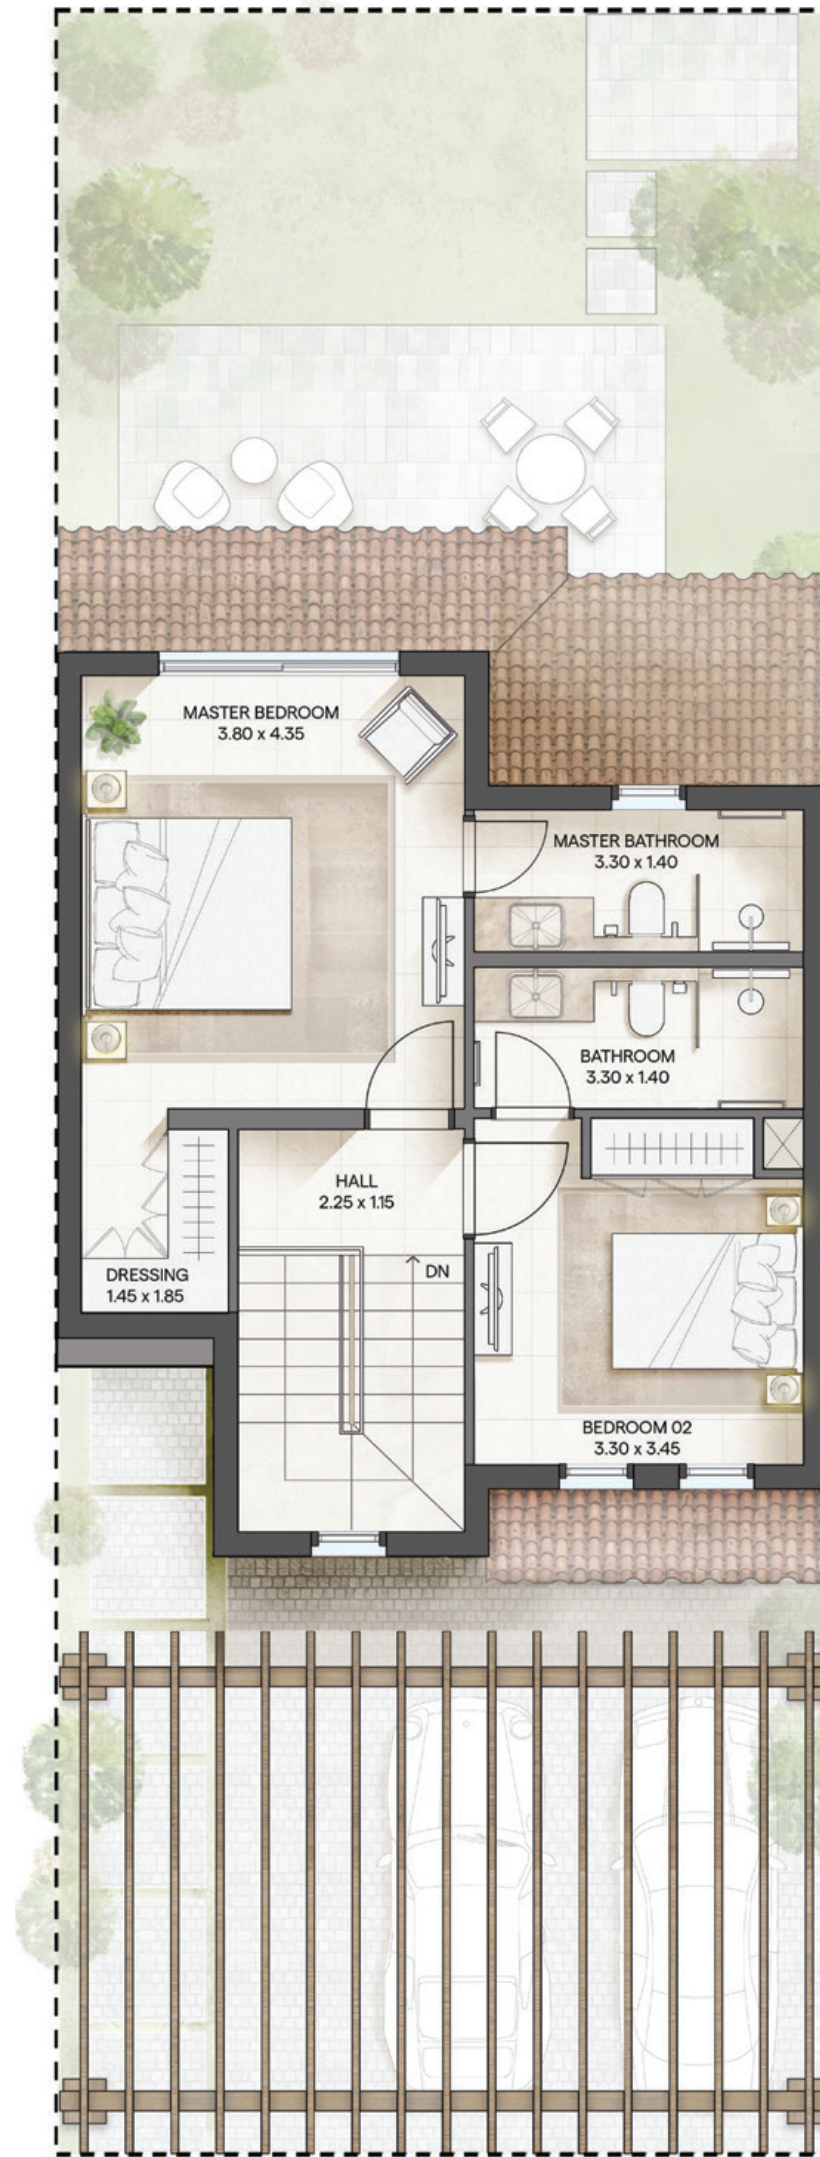 MASTER BEDROOM
3.80 x 4.35
MASTER BATHROOM
3.30 x 1.40
BATHROOM
3.30 x 1.40
HALL
2.25 x 1.15
DN
DRESSING
1.45 x 1.85
BEDROOM 02
3.30 x 3.45